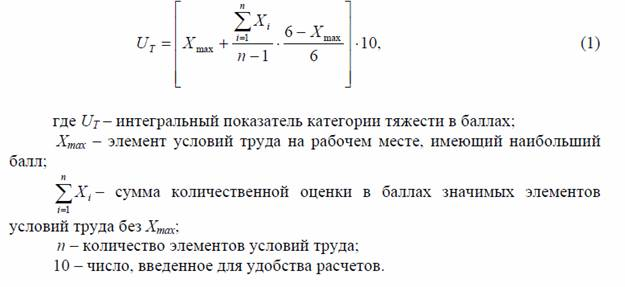 U_T = [X_max + (∑_{i=1}^{n} X_i)/(n − 1) · (6 − X_max)/6] · 10, (1)
где U_T – интегральный показатель категории тяжести в баллах;
X_max – элемент условий труда на рабочем месте, имеющий наибольший
балл;
∑_{i=1}^{n} X_i – сумма количественной оценки в баллах значимых элементов
условий труда без X_max;
n – количество элементов условий труда;
10 – число, введенное для удобства расчетов.